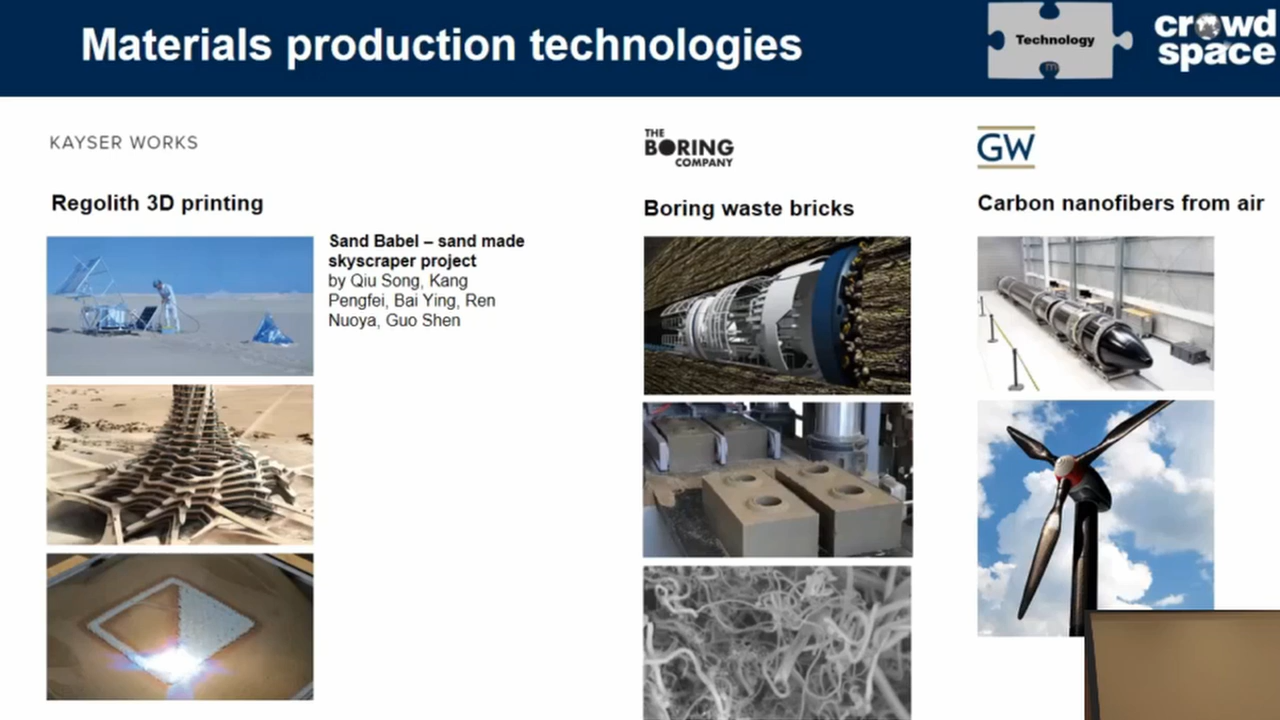 Materials production technologies
Technology
m
crowd
space
KAYSER WORKS
Regolith 3D printing
Sand Babel – sand made
skyscraper project
by Qiu Song, Kang
Pengfei, Bai Ying, Ren
Nuoya, Guo Shen
THE
BORING
COMPANY
Boring waste bricks
GW
Carbon nanofibers from air